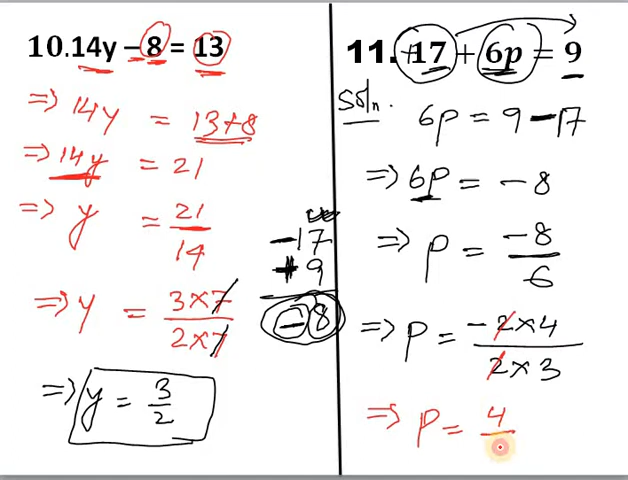 10.14y – 8 = 13
=> 14y = 13+8
=> 14y = 21
=> y = 21/14
=> y = 3×7/2×7
=> y = 3/2
-17
+9
-8
11. +17 + 6p = 9
Soln.
6p = 9 - 17
=> 6p = -8
=> p = -8/6
=> p = -2×4/2×3
=> p = 4/